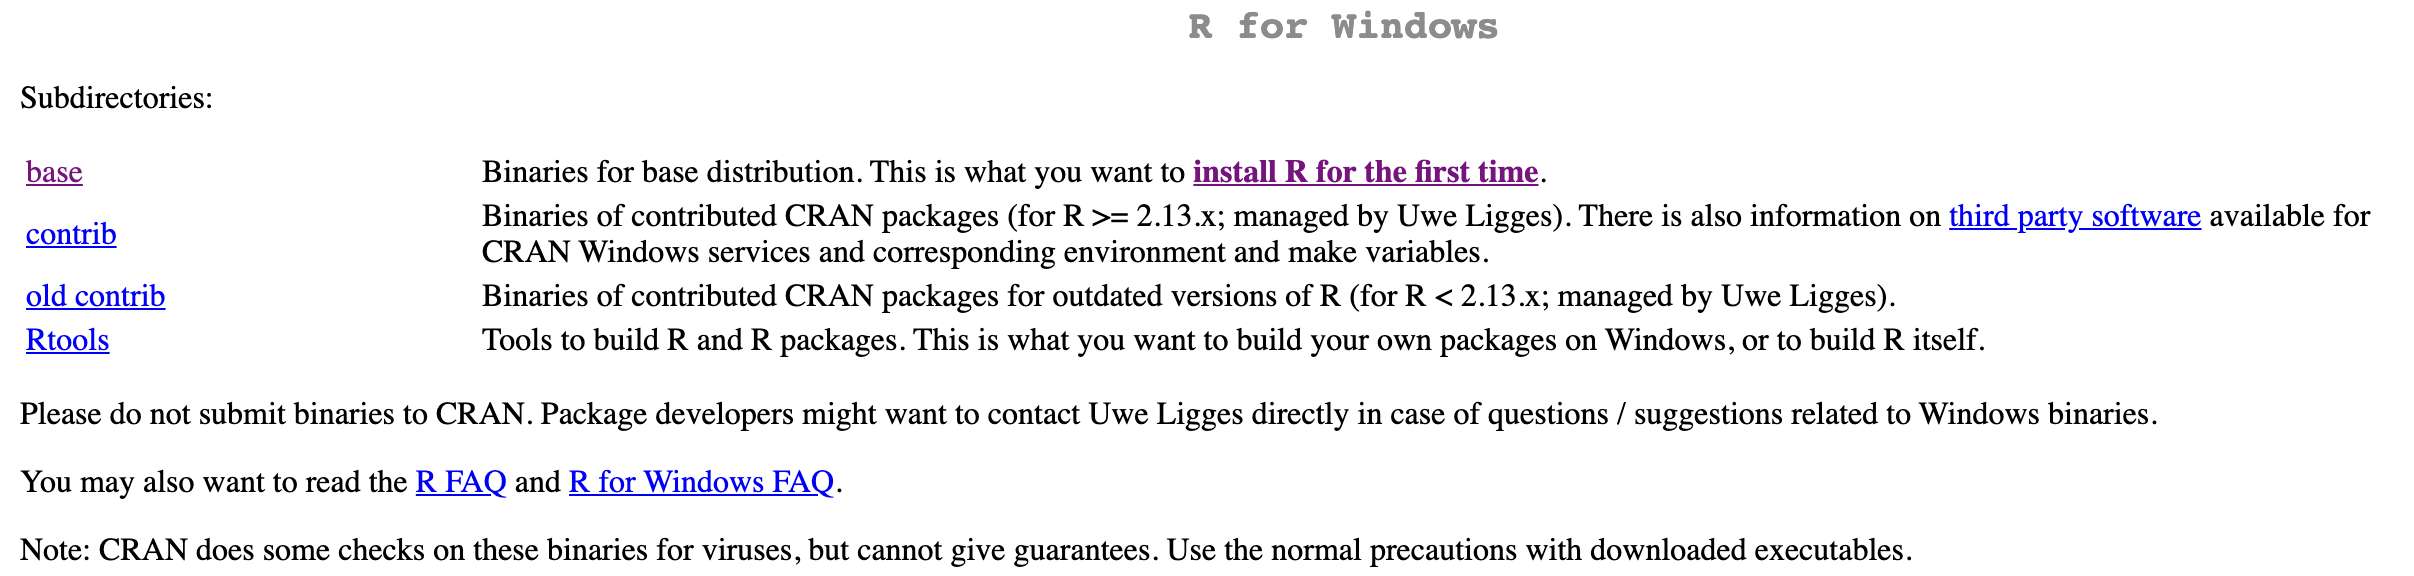 R for Windows
Subdirectories:
base Binaries for base distribution. This is what you want to install R for the first time.
contrib Binaries of contributed CRAN packages (for R >= 2.13.x; managed by Uwe Ligges). There is also information on third party software available for
CRAN Windows services and corresponding environment and make variables.
old contrib Binaries of contributed CRAN packages for outdated versions of R (for R < 2.13.x; managed by Uwe Ligges).
Rtools Tools to build R and R packages. This is what you want to build your own packages on Windows, or to build R itself.
Please do not submit binaries to CRAN. Package developers might want to contact Uwe Ligges directly in case of questions / suggestions related to Windows binaries.
You may also want to read the R FAQ and R for Windows FAQ.
Note: CRAN does some checks on these binaries for viruses, but cannot give guarantees. Use the normal precautions with downloaded executables.